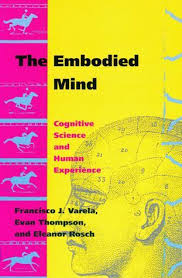 The Embodied
Mind
Cognitive
Science
and
Human
Experience
Francisco J. Varela,
Evan Thompson,
and Eleanor Rosch